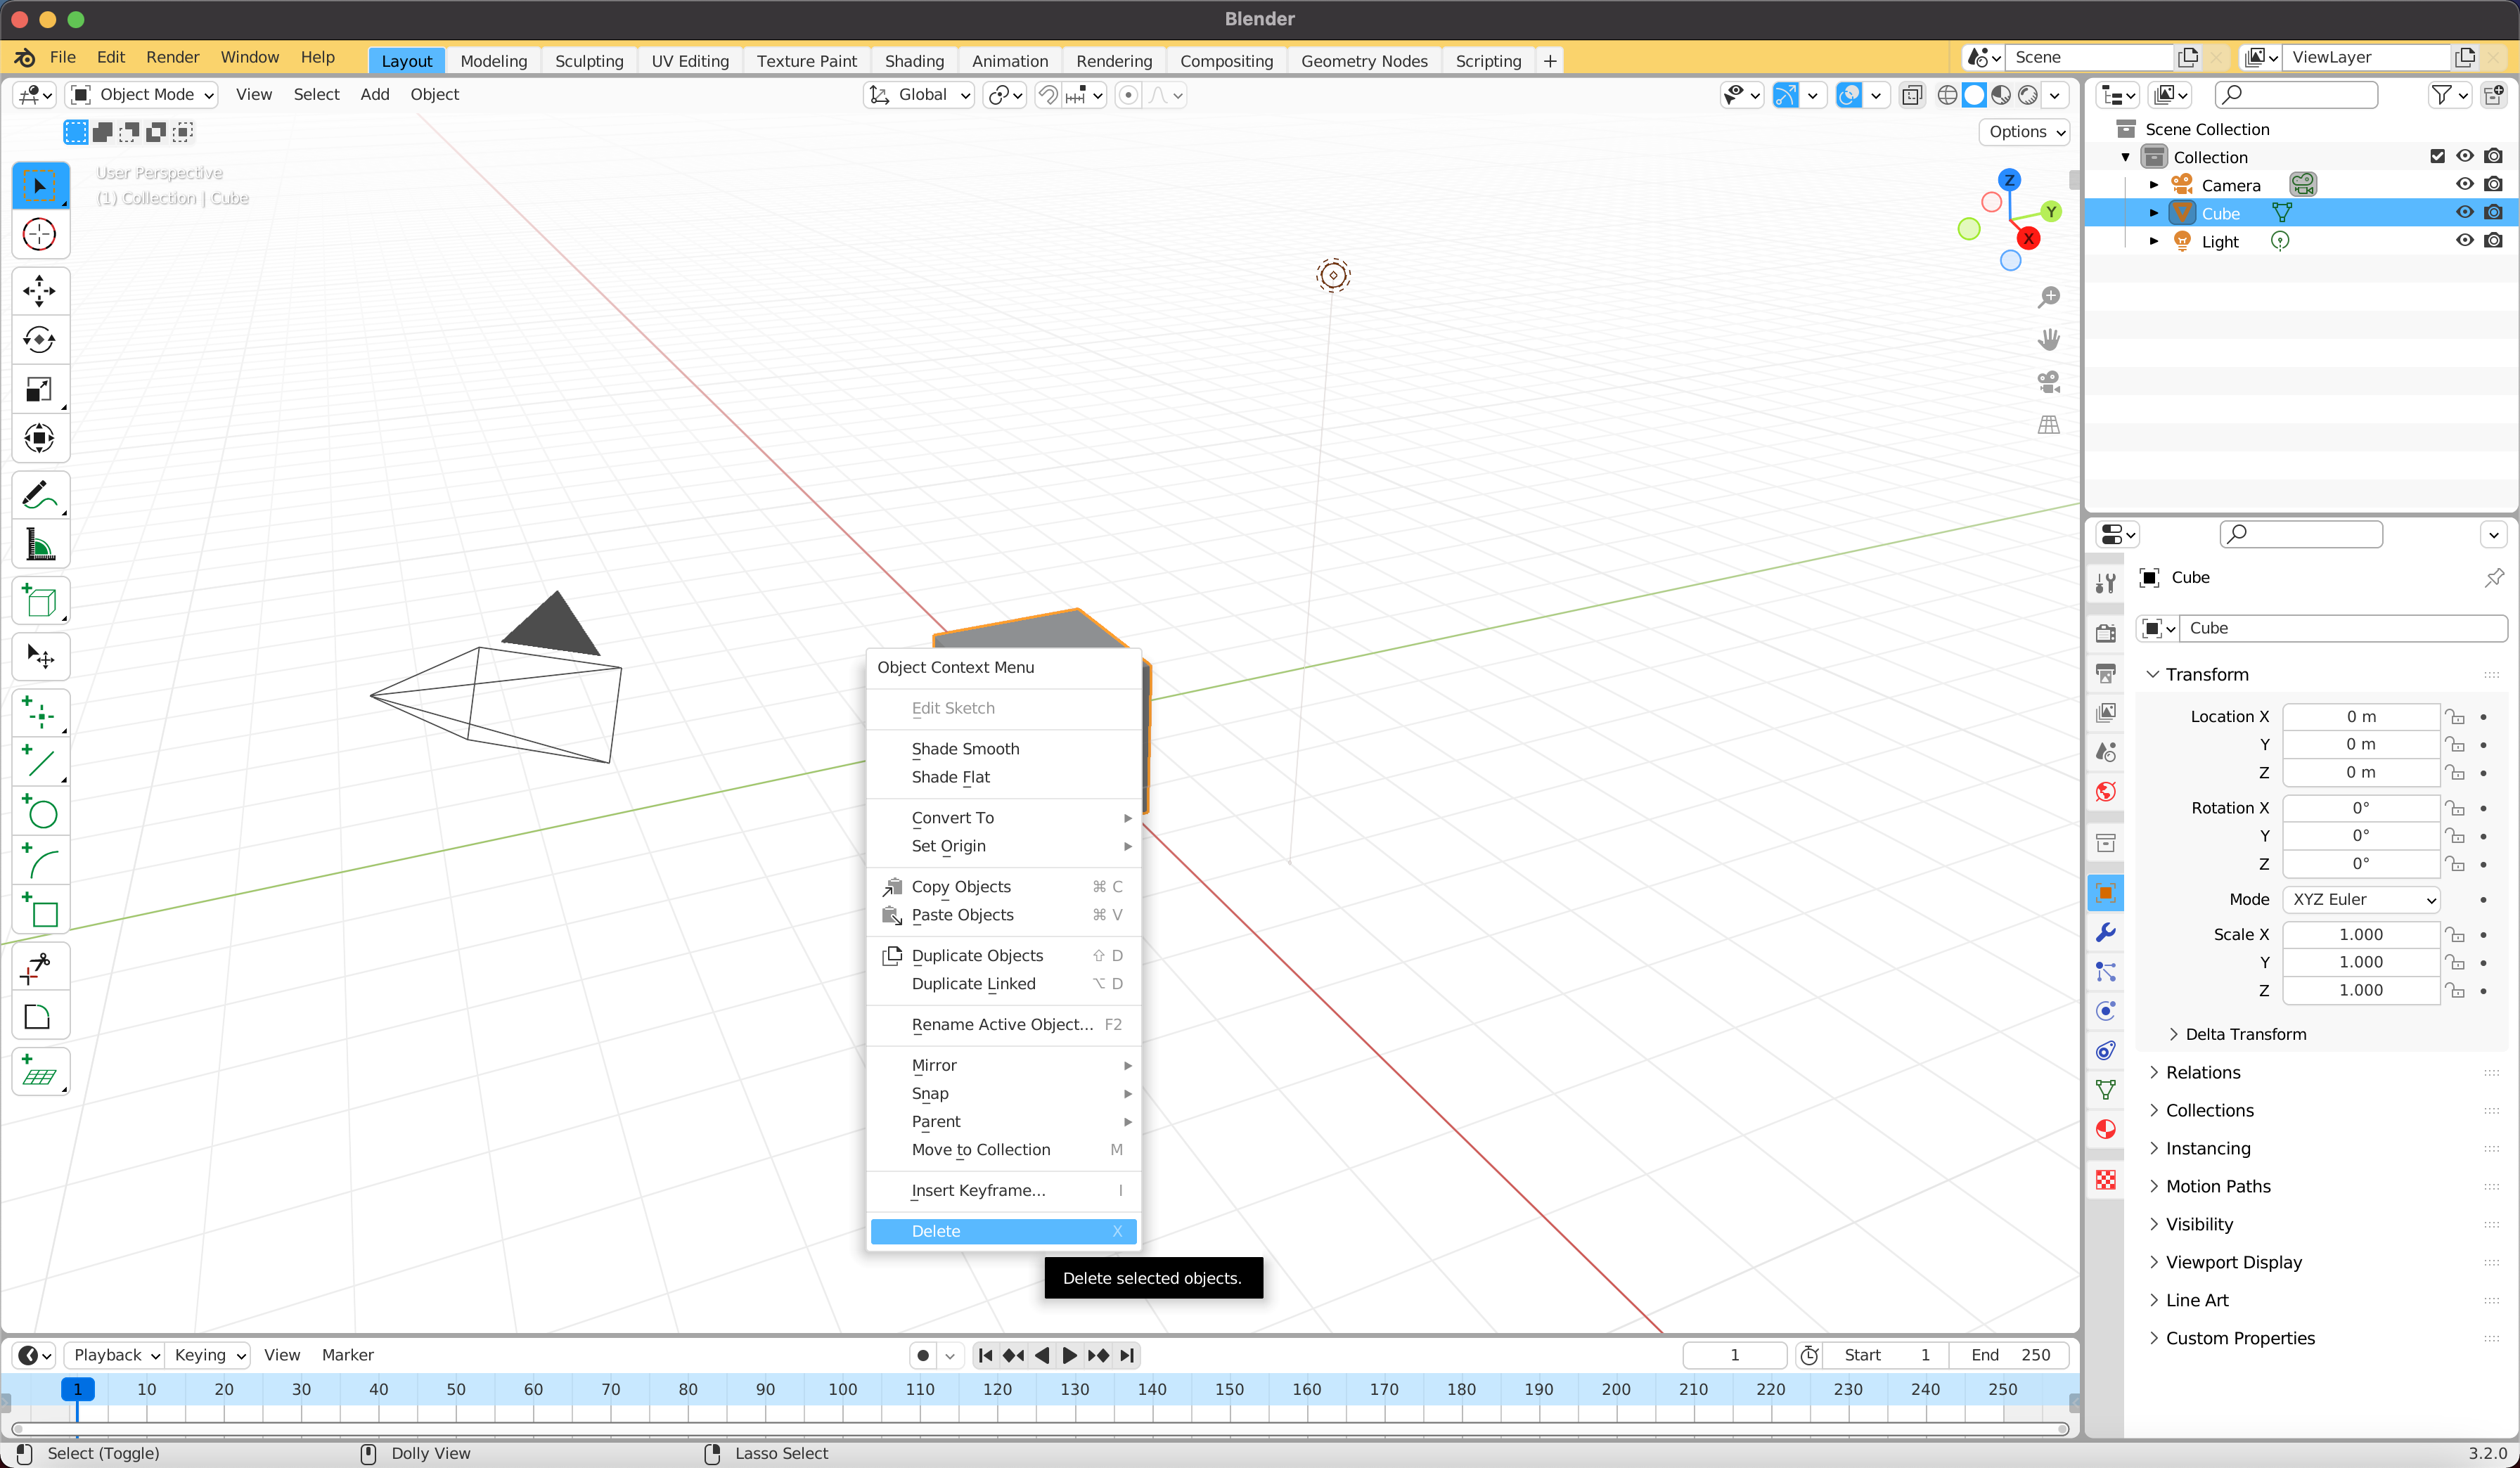 Blender
File Edit Render Window Help Layout Modeling Sculpting UV Editing Texture Paint Shading Animation Rendering Compositing Geometry Nodes Scripting + Scene ViewLayer
Object Mode View Select Add Object Global
Options
User Perspective
(1) Collection | Cube
Z
Y
X
Scene Collection
Collection
Camera
Cube
Light
Object Context Menu
Edit Sketch
Shade Smooth
Shade Flat
Convert To
Set Origin
Copy Objects ⌘ C
Paste Objects ⌘ V
Duplicate Objects ⇧ D
Duplicate Linked ⌥ D
Rename Active Object... F2
Mirror
Snap
Parent
Move to Collection M
Insert Keyframe... I
Delete X
Delete selected objects.
Cube
Cube
Transform
Location X 0 m
Y 0 m
Z 0 m
Rotation X 0°
Y 0°
Z 0°
Mode XYZ Euler
Scale X 1.000
Y 1.000
Z 1.000
Delta Transform
Relations
Collections
Instancing
Motion Paths
Visibility
Viewport Display
Line Art
Custom Properties
Playback Keying View Marker 1 Start 1 End 250
1 10 20 30 40 50 60 70 80 90 100 110 120 130 140 150 160 170 180 190 200 210 220 230 240 250
Select (Toggle) Dolly View Lasso Select 3.2.0